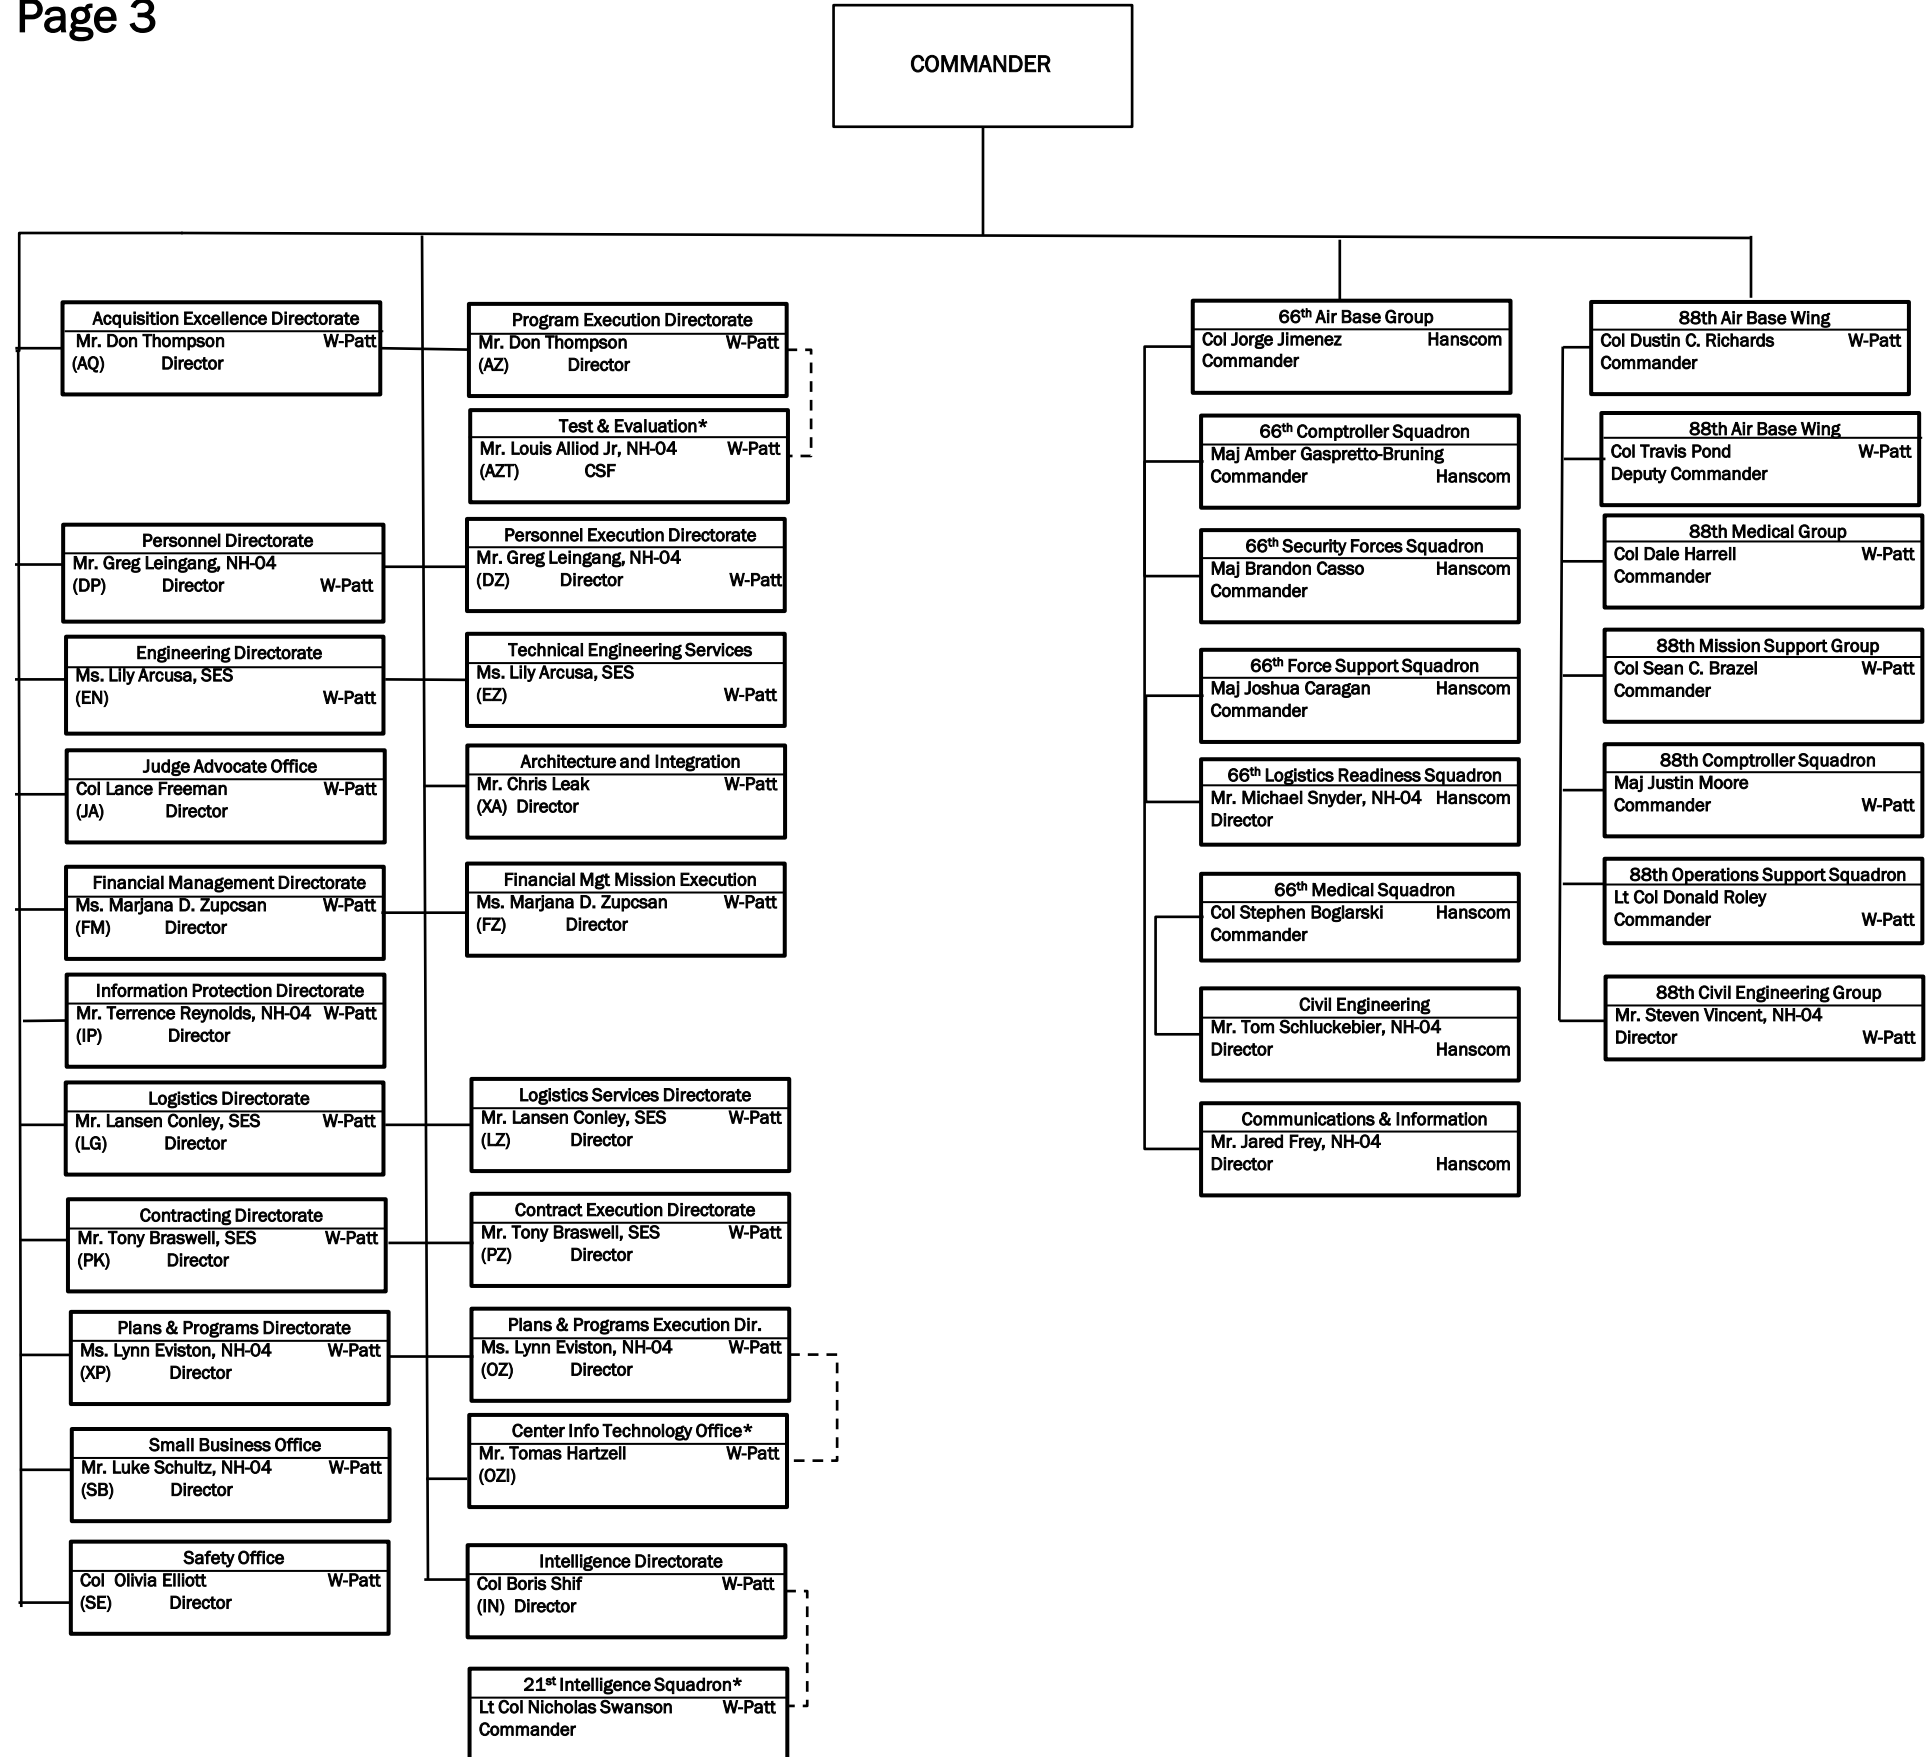 Page 3
COMMANDER
Acquisition Excellence Directorate
Mr. Don Thompson W-Patt
(AQ) Director
Program Execution Directorate
Mr. Don Thompson W-Patt
(AZ) Director
Test & Evaluation*
Mr. Louis Alliod Jr, NH-04 W-Patt
(AZT) CSF
Personnel Directorate
Mr. Greg Leingang, NH-04
(DP) Director W-Patt
Personnel Execution Directorate
Mr. Greg Leingang, NH-04
(DZ) Director W-Patt
Engineering Directorate
Ms. Lily Arcusa, SES
(EN) W-Patt
Technical Engineering Services
Ms. Lily Arcusa, SES
(EZ) W-Patt
Judge Advocate Office
Col Lance Freeman W-Patt
(JA) Director
Architecture and Integration
Mr. Chris Leak W-Patt
(XA) Director
Financial Management Directorate
Ms. Marjana D. Zupcsan W-Patt
(FM) Director
Financial Mgt Mission Execution
Ms. Marjana D. Zupcsan W-Patt
(FZ) Director
Information Protection Directorate
Mr. Terrence Reynolds, NH-04 W-Patt
(IP) Director
Logistics Directorate
Mr. Lansen Conley, SES W-Patt
(LG) Director
Logistics Services Directorate
Mr. Lansen Conley, SES W-Patt
(LZ) Director
Contracting Directorate
Mr. Tony Braswell, SES W-Patt
(PK) Director
Contract Execution Directorate
Mr. Tony Braswell, SES W-Patt
(PZ) Director
Plans & Programs Directorate
Ms. Lynn Eviston, NH-04 W-Patt
(XP) Director
Plans & Programs Execution Dir.
Ms. Lynn Eviston, NH-04 W-Patt
(OZ) Director
Small Business Office
Mr. Luke Schultz, NH-04 W-Patt
(SB) Director
Center Info Technology Office*
Mr. Tomas Hartzell W-Patt
(OZI)
Safety Office
Col Olivia Elliott W-Patt
(SE) Director
Intelligence Directorate
Col Boris Shif W-Patt
(IN) Director
21st Intelligence Squadron*
Lt Col Nicholas Swanson W-Patt
Commander
66th Air Base Group
Col Jorge Jimenez Hanscom
Commander
66th Comptroller Squadron
Maj Amber Gaspretto-Bruning
Commander Hanscom
66th Security Forces Squadron
Maj Brandon Casso Hanscom
Commander
66th Force Support Squadron
Maj Joshua Caragan Hanscom
Commander
66th Logistics Readiness Squadron
Mr. Michael Snyder, NH-04 Hanscom
Director
66th Medical Squadron
Col Stephen Boglarski Hanscom
Commander
Civil Engineering
Mr. Tom Schluckebier, NH-04
Director Hanscom
Communications & Information
Mr. Jared Frey, NH-04
Director Hanscom
88th Air Base Wing
Col Dustin C. Richards W-Patt
Commander
88th Air Base Wing
Col Travis Pond W-Patt
Deputy Commander
88th Medical Group
Col Dale Harrell W-Patt
Commander
88th Mission Support Group
Col Sean C. Brazel W-Patt
Commander
88th Comptroller Squadron
Maj Justin Moore
Commander W-Patt
88th Operations Support Squadron
Lt Col Donald Roley
Commander W-Patt
88th Civil Engineering Group
Mr. Steven Vincent, NH-04
Director W-Patt